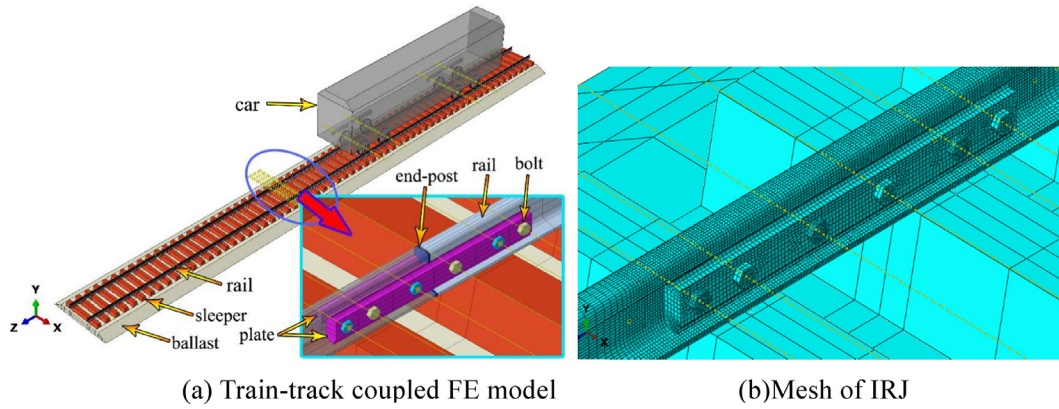 car
end-post
rail
bolt
rail
sleeper
ballast
plate
Y
Z
X
Y
X
(a) Train-track coupled FE model
(b)Mesh of IRJ